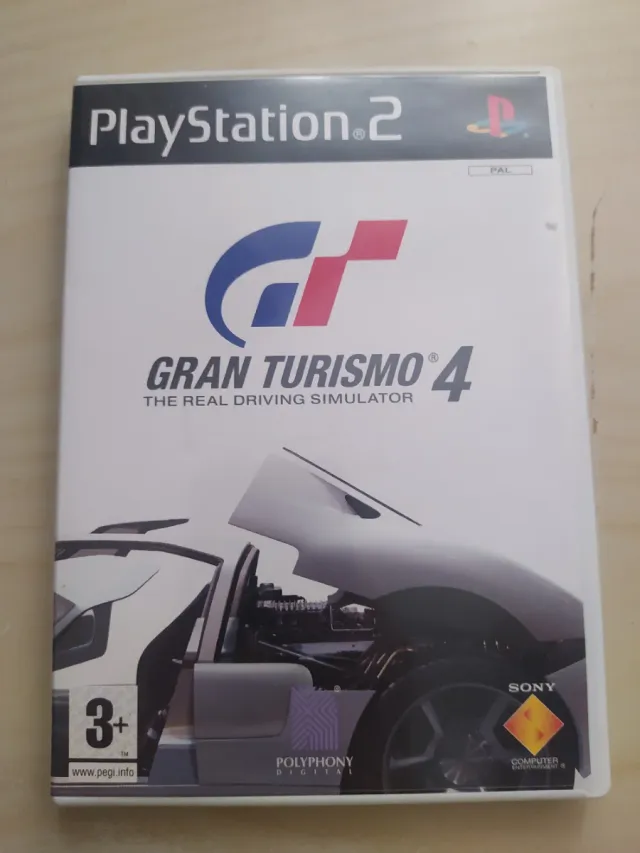 PlayStation®2
PAL
GRAN TURISMO® 4
THE REAL DRIVING SIMULATOR
3+
™
www.pegi.info
®
POLYPHONY
DIGITAL
SONY
COMPUTER
ENTERTAINMENT®